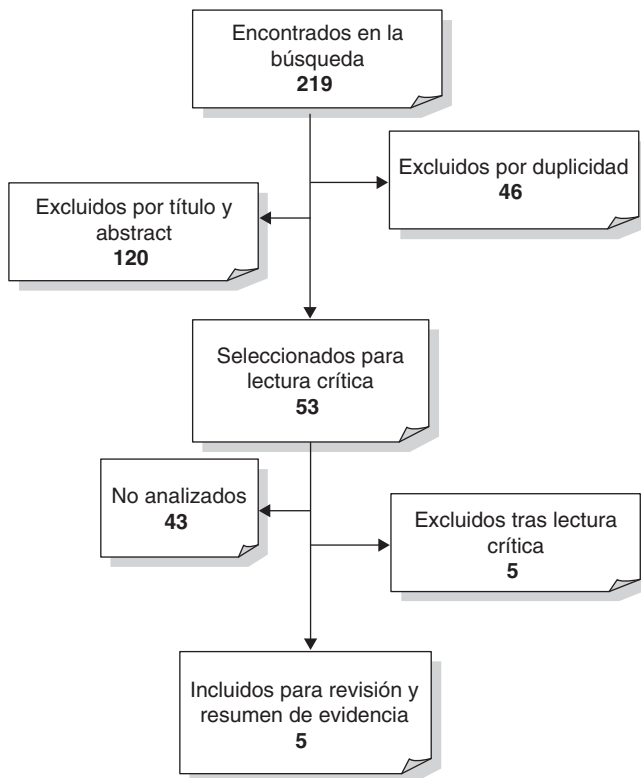 Encontrados en la
búsqueda
219
Excluidos por duplicidad
46
Excluidos por título y
abstract
120
Seleccionados para
lectura crítica
53
No analizados
43
Excluidos tras lectura
crítica
5
Incluidos para revisión y
resumen de evidencia
5